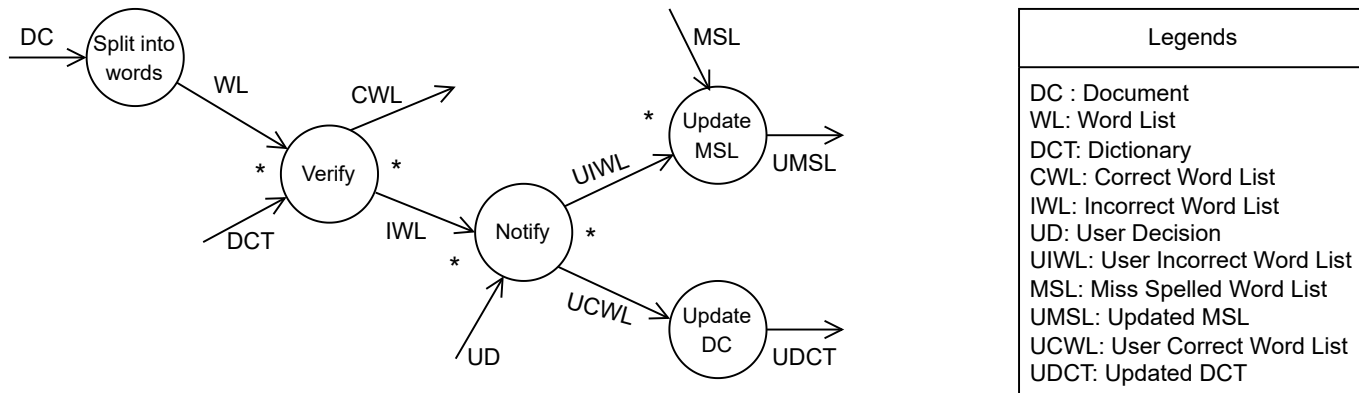 DC
Split into
words
WL
CWL
*
Verify
*
DCT
IWL
*
Notify
*
UD
UIWL
UCWL
MSL
*
Update
MSL
UMSL
Update
DC
UDCT
Legends
DC : Document
WL: Word List
DCT: Dictionary
CWL: Correct Word List
IWL: Incorrect Word List
UD: User Decision
UIWL: User Incorrect Word List
MSL: Miss Spelled Word List
UMSL: Updated MSL
UCWL: User Correct Word List
UDCT: Updated DCT